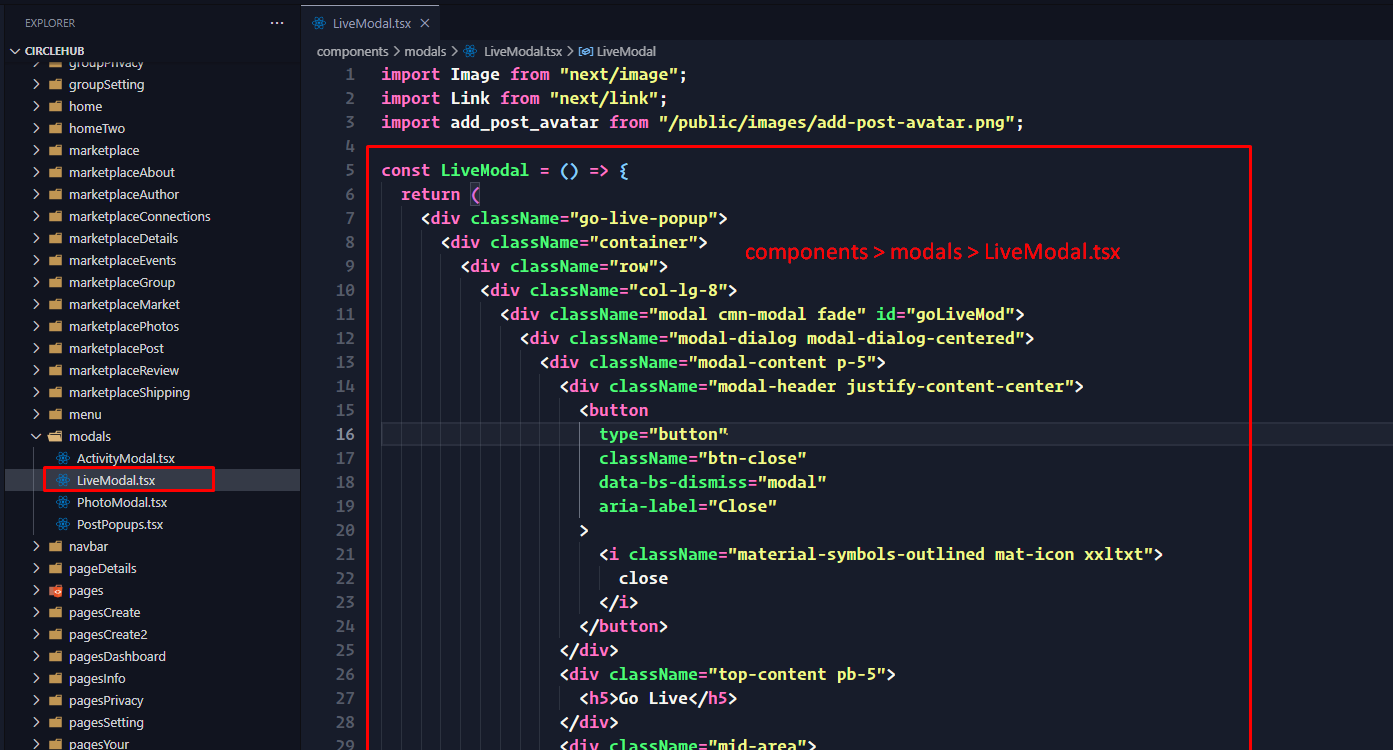 EXPLORER
···
CIRCLEHUB
groupPrivacy
groupSetting
home
homeTwo
marketplace
marketplaceAbout
marketplaceAuthor
marketplaceConnections
marketplaceDetails
marketplaceEvents
marketplaceGroup
marketplaceMarket
marketplacePhotos
marketplacePost
marketplaceReview
marketplaceShipping
menu
modals
ActivityModal.tsx
LiveModal.tsx
PhotoModal.tsx
PostPopups.tsx
navbar
pageDetails
pages
pagesCreate
pagesCreate2
pagesDashboard
pagesInfo
pagesPrivacy
pagesSetting
pagesYour
LiveModal.tsx
components > modals > LiveModal.tsx > LiveModal
1 import Image from "next/image";
2 import Link from "next/link";
3 import add_post_avatar from "/public/images/add-post-avatar.png";
4
5 const LiveModal = () => {
6 return (
7 <div className="go-live-popup">
8 <div className="container">
components > modals > LiveModal.tsx
9 <div className="row">
10 <div className="col-lg-8">
11 <div className="modal cmn-modal fade" id="goLiveMod">
12 <div className="modal-dialog modal-dialog-centered">
13 <div className="modal-content p-5">
14 <div className="modal-header justify-content-center">
15 <button
16 type="button"
17 className="btn-close"
18 data-bs-dismiss="modal"
19 aria-label="Close"
20 >
21 <i className="material-symbols-outlined mat-icon xxltxt">
22 close
23 </i>
24 </button>
25 </div>
26 <div className="top-content pb-5">
27 <h5>Go Live</h5>
28 </div>
29 <div className="mid-area">